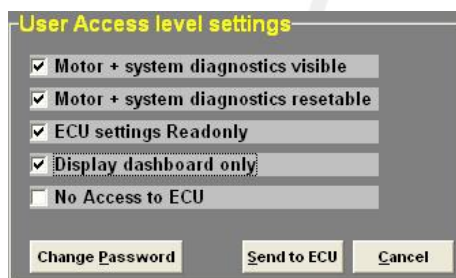 User Access level settings
Motor + system diagnostics visible
Motor + system diagnostics resetable
ECU settings Readonly
Display dashboard only
No Access to ECU
Change Password Send to ECU Cancel